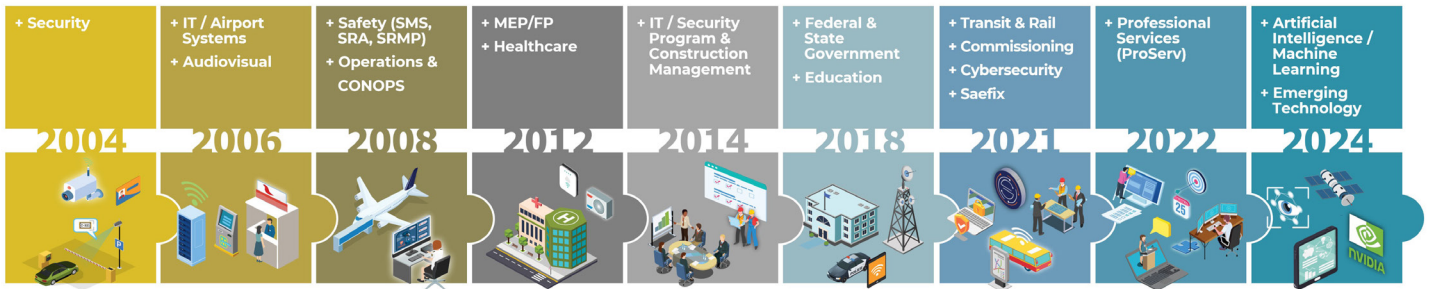 + Security
2004
+ IT / Airport
Systems
+ Audiovisual
2006
+ Safety (SMS,
SRA, SRMP)
+ Operations &
CONOPS
2008
+ MEP/FP
+ Healthcare
2012
+ IT / Security
Program &
Construction
Management
2014
+ Federal &
State
Government
+ Education
2018
+ Transit & Rail
+ Commissioning
+ Cybersecurity
+ Saefix
2021
+ Professional
Services
(ProServ)
2022
+ Artificial
Intelligence /
Machine
Learning
+ Emerging
Technology
2024
P
H
25
NVIDIA